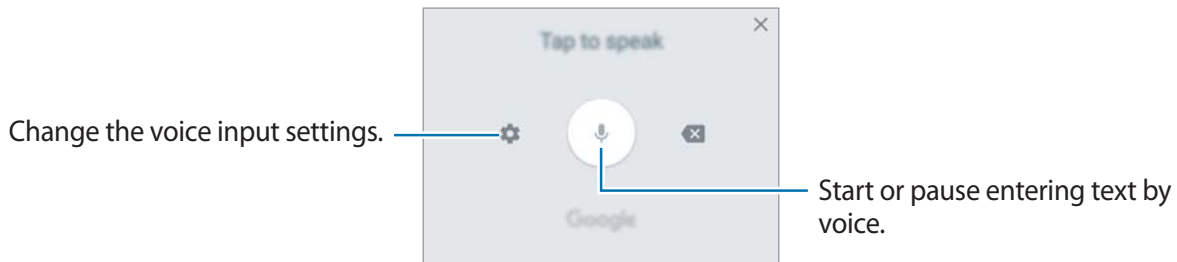 Tap to speak
Change the voice input settings.
Start or pause entering text by
voice.
Google